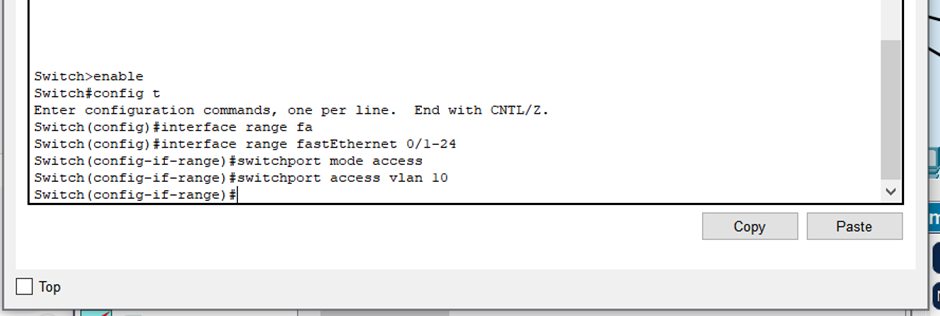 Switch>enable
Switch#config t
Enter configuration commands, one per line.  End with CNTL/Z.
Switch(config)#interface range fa
Switch(config)#interface range fastEthernet 0/1-24
Switch(config-if-range)#switchport mode access
Switch(config-if-range)#switchport access vlan 10
Switch(config-if-range)#
Copy Paste
Top